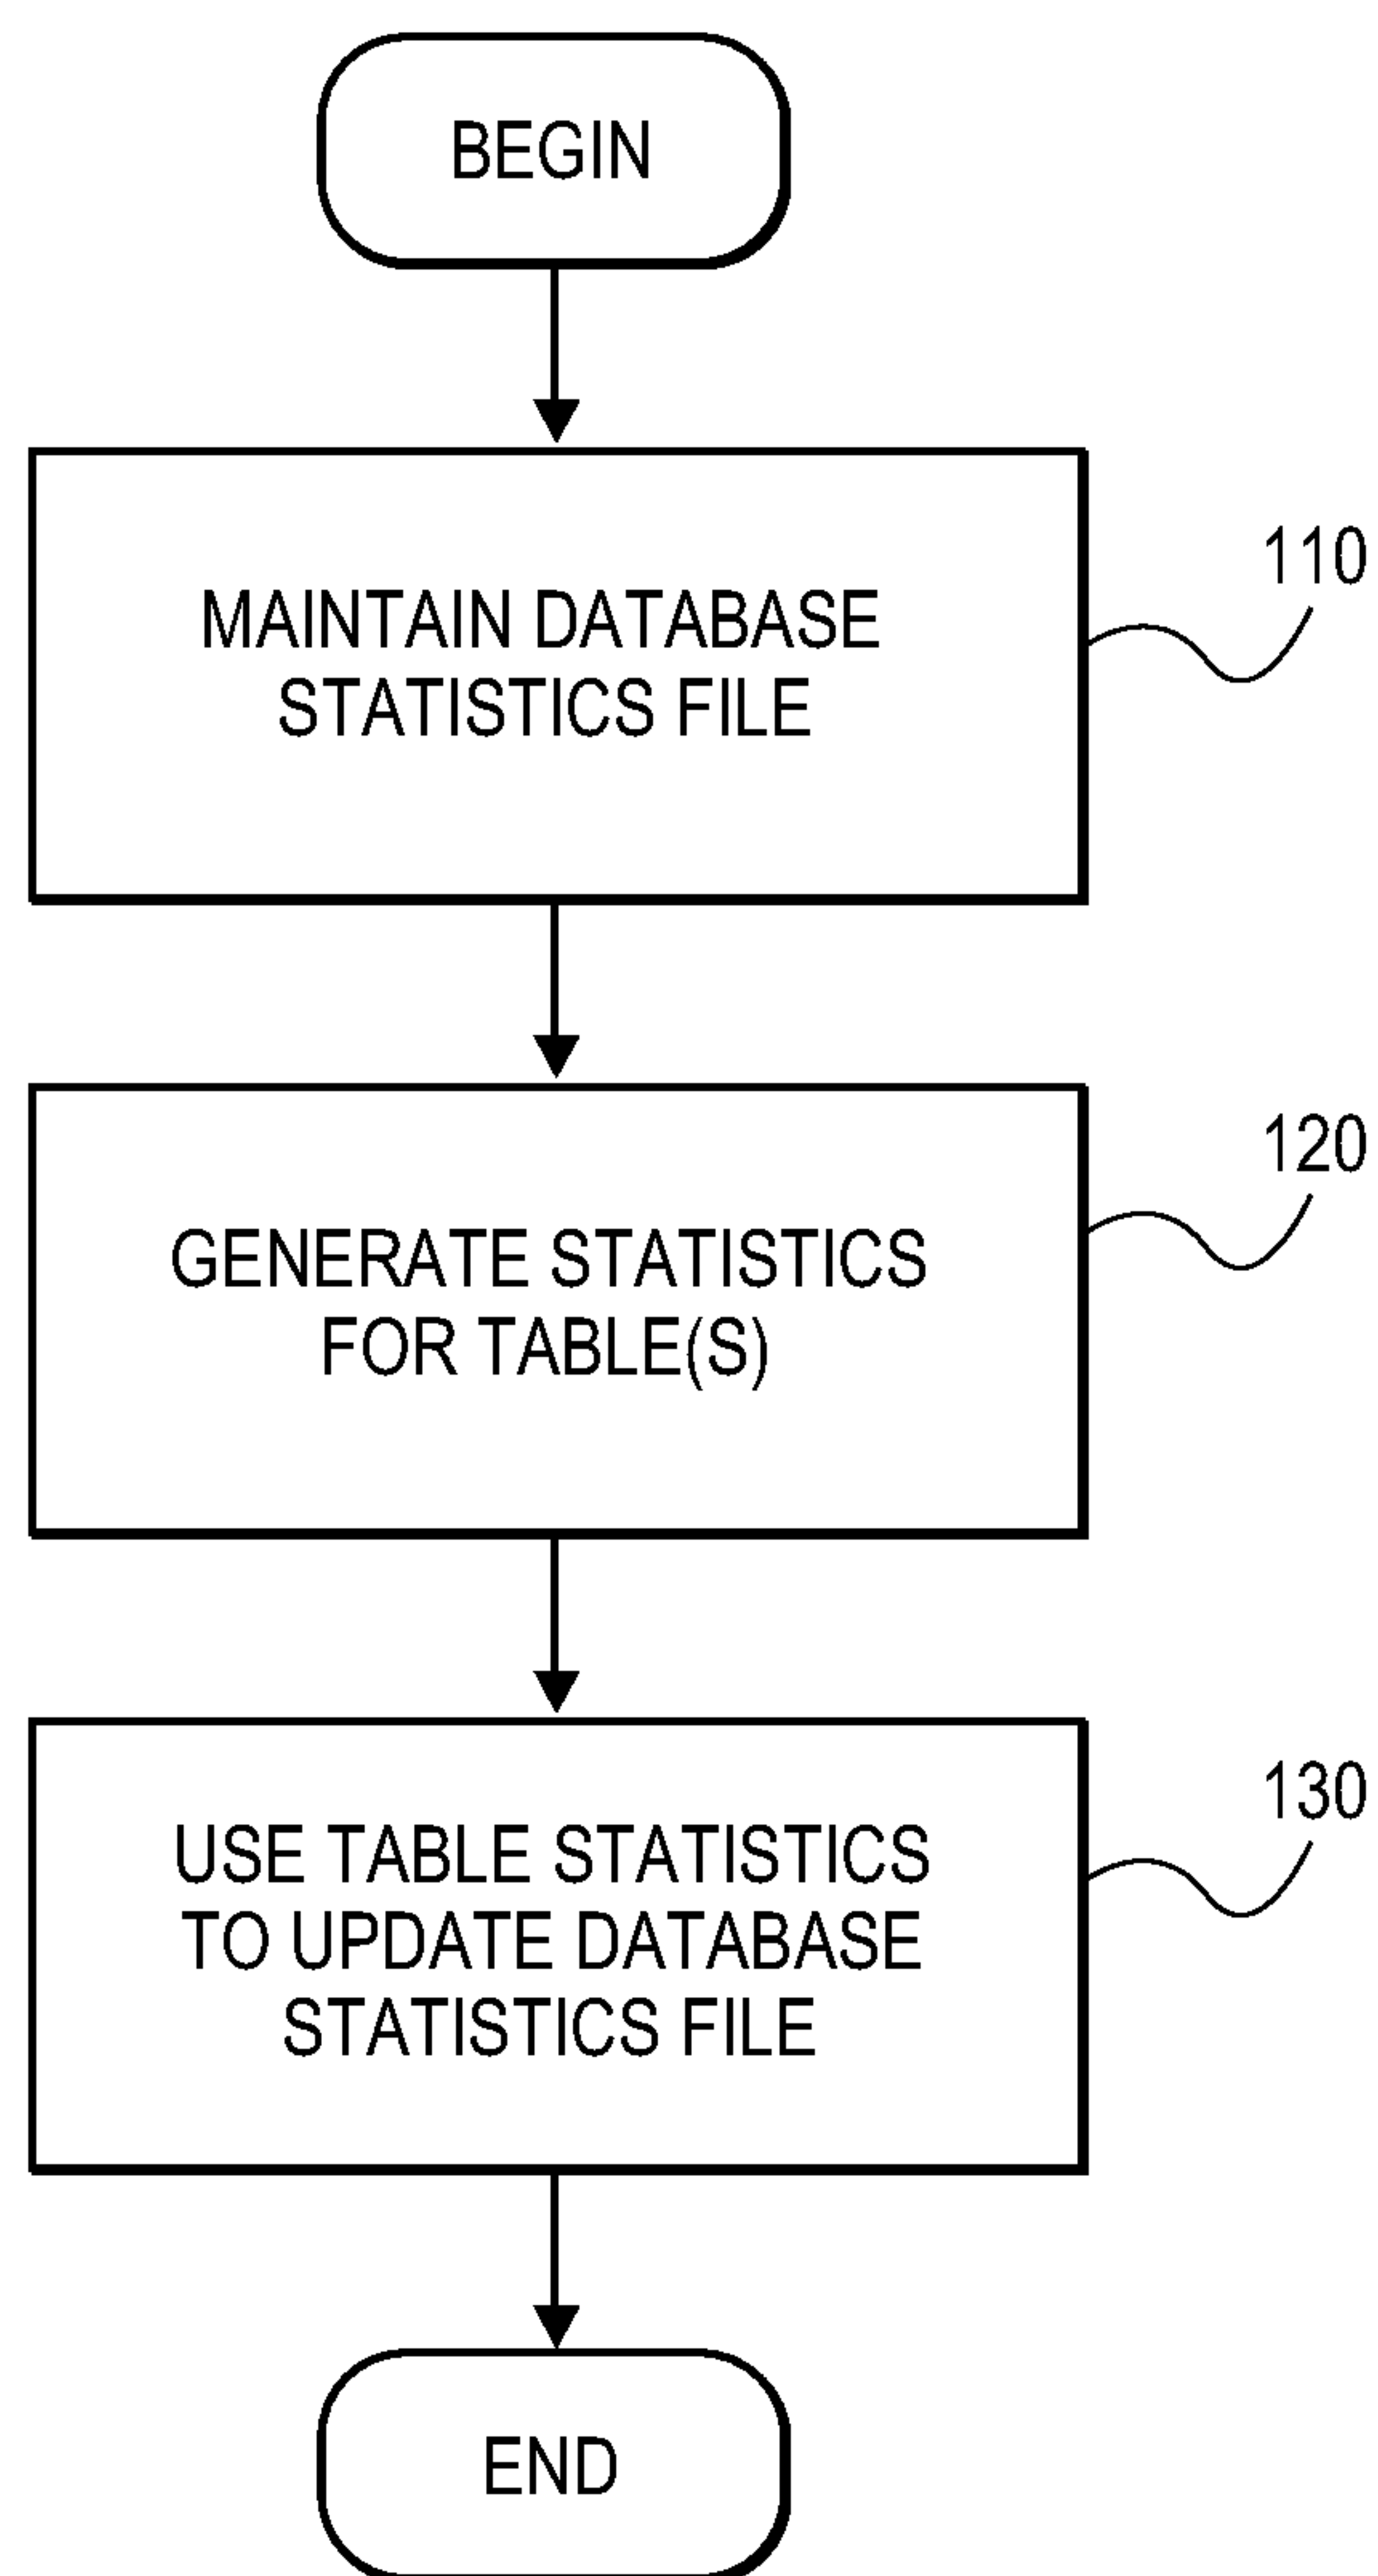 BEGIN
MAINTAIN DATABASE
STATISTICS FILE
110
GENERATE STATISTICS
FOR TABLE(S)
120
USE TABLE STATISTICS
TO UPDATE DATABASE
STATISTICS FILE
130
END